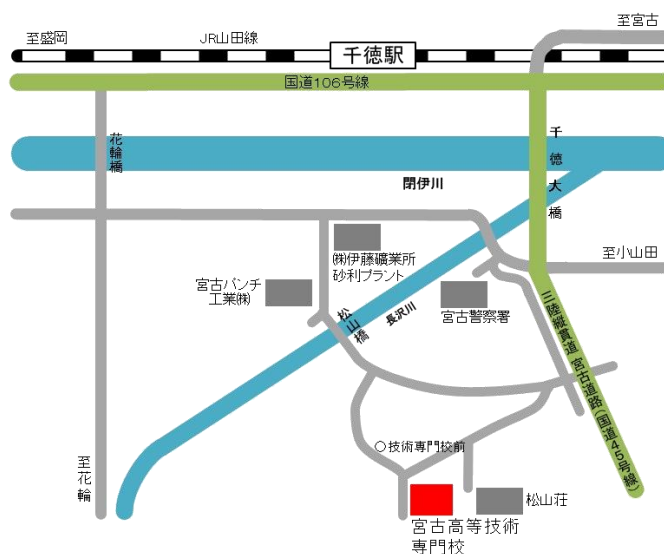 至宮古
至盛岡
JR山田線
千徳駅
国道106号線
花輪橋
千徳大橋
閉伊川
至小山田
㈱伊藤礦業所
砂利プラント
宮古パンチ
工業㈱
松山橋
長沢川
宮古警察署
三陸縦貫道 宮古道路(国道45号線)
○技術専門校前
至花輪
松山荘
宮古高等技術
専門校